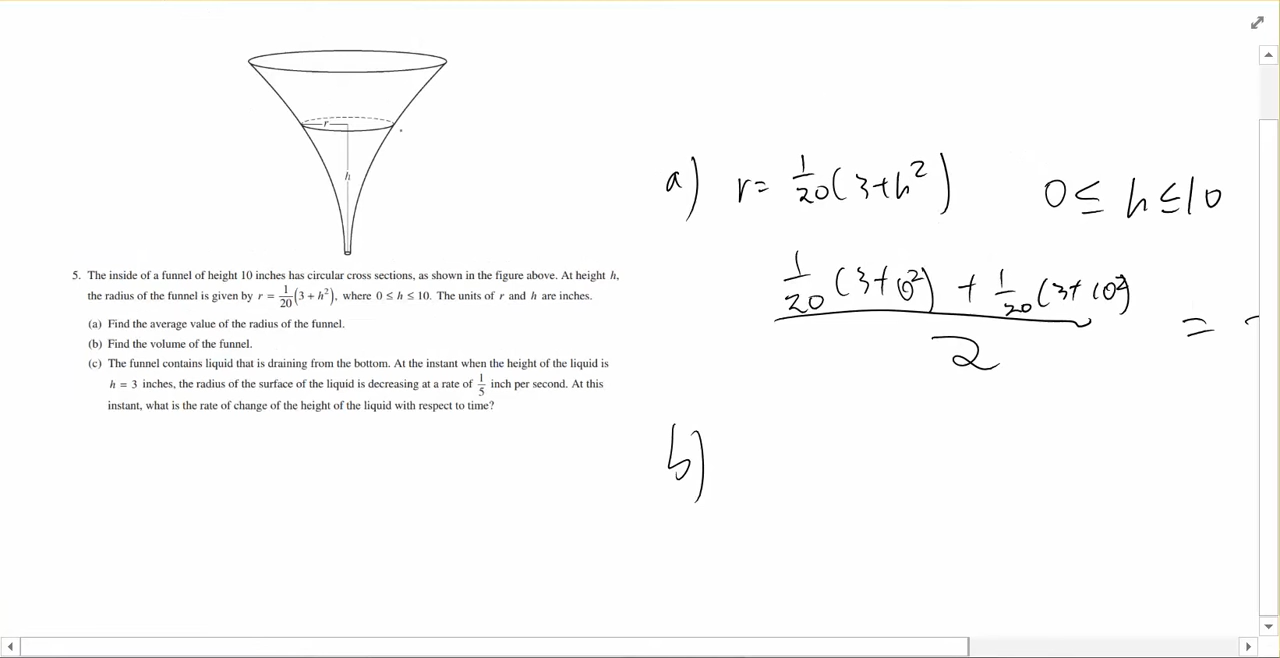 r
h
5. The inside of a funnel of height 10 inches has circular cross sections, as shown in the figure above. At height h,
the radius of the funnel is given by r = 1/20 (3 + h²), where 0 ≤ h ≤ 10. The units of r and h are inches.
(a) Find the average value of the radius of the funnel.
(b) Find the volume of the funnel.
(c) The funnel contains liquid that is draining from the bottom. At the instant when the height of the liquid is
h = 3 inches, the radius of the surface of the liquid is decreasing at a rate of 1/5 inch per second. At this
instant, what is the rate of change of the height of the liquid with respect to time?
a) r= 1/20 (3+h²) 0 ≤ h ≤ 10
1/20 (3+0²) + 1/20 (3+10²)
2 =
b)